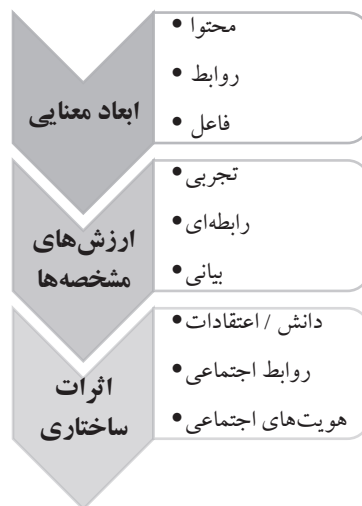 ابعاد معنایی
• محتوا
• روابط
• فاعل
ارزش‌های
مشخصه‌ها
• تجربی
• رابطه‌ای
• بیانی
اثرات
ساختاری
• دانش / اعتقادات
• روابط اجتماعی
• هویت‌های اجتماعی